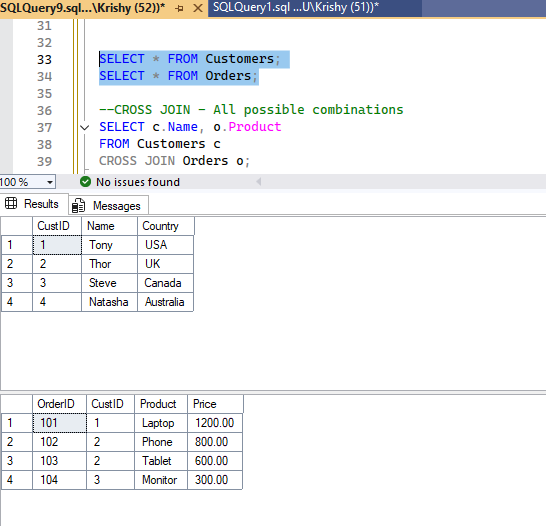 SQLQuery9.sql...\Krishy (52))* SQLQuery1.sql ...U\Krishy (51))*
31
32
33 SELECT * FROM Customers;
34 SELECT * FROM Orders;
35
36 --CROSS JOIN - All possible combinations
37 SELECT c.Name, o.Product
38 FROM Customers c
39 CROSS JOIN Orders o;
100 % No issues found
Results Messages
CustID Name Country
1 1 Tony USA
2 2 Thor UK
3 3 Steve Canada
4 4 Natasha Australia
OrderID CustID Product Price
1 101 1 Laptop 1200.00
2 102 2 Phone 800.00
3 103 2 Tablet 600.00
4 104 3 Monitor 300.00